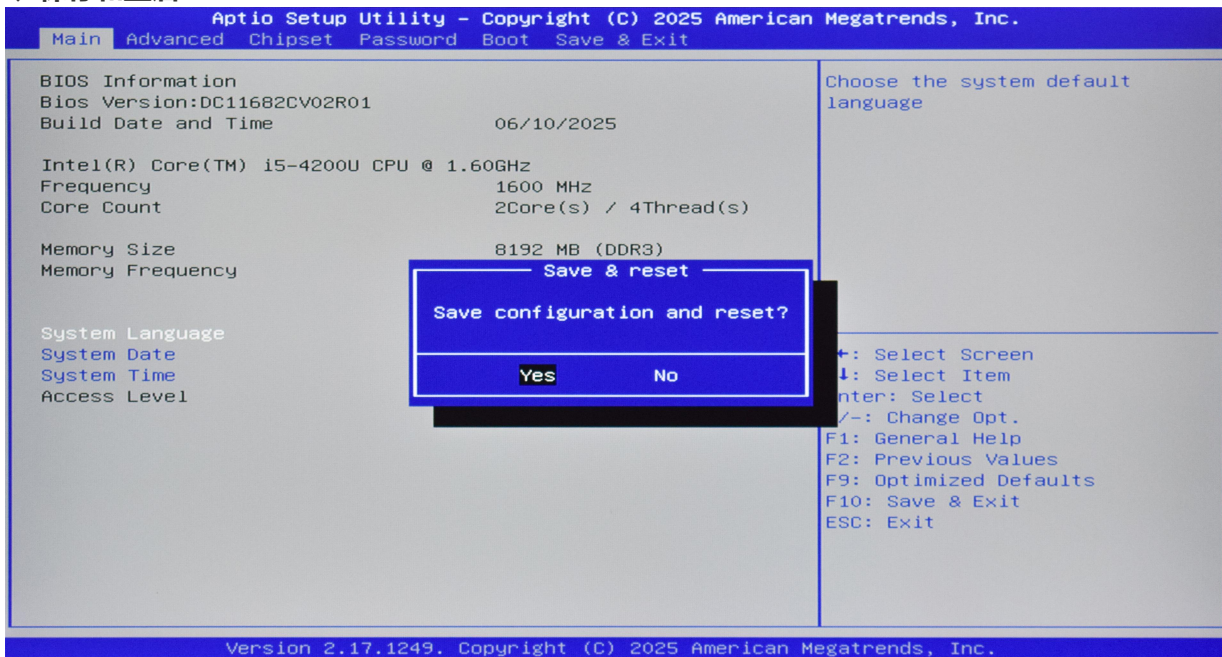 Aptio Setup Utility – Copyright (C) 2025 American Megatrends, Inc.
Main Advanced Chipset Password Boot Save & Exit
BIOS Information
Bios Version:DC11682CV02R01
Build Date and Time 06/10/2025
Intel(R) Core(TM) i5-4200U CPU @ 1.60GHz
Frequency 1600 MHz
Core Count 2Core(s) / 4Thread(s)
Memory Size 8192 MB (DDR3)
Memory Frequency
System Language
System Date
System Time
Access Level
Save & reset
Save configuration and reset?
Yes No
Choose the system default
language
←: Select Screen
↓: Select Item
nter: Select
/-: Change Opt.
F1: General Help
F2: Previous Values
F9: Optimized Defaults
F10: Save & Exit
ESC: Exit
Version 2.17.1249. Copyright (C) 2025 American Megatrends, Inc.